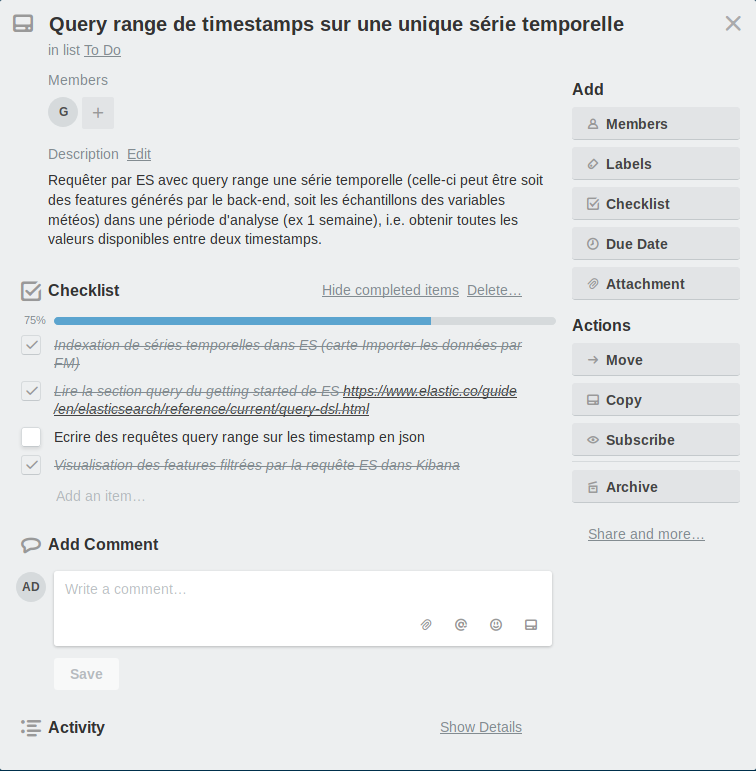 Query range de timestamps sur une unique série temporelle
in list To Do
Members
G +
Description Edit
Requêter par ES avec query range une série temporelle (celle-ci peut être soit
des features générés par le back-end, soit les échantillons des variables
météos) dans une période d'analyse (ex 1 semaine), i.e. obtenir toutes les
valeurs disponibles entre deux timestamps.
Checklist Hide completed items Delete…
75%
Indexation de séries temporelles dans ES (carte Importer les données par
FM)
Lire la section query du getting started de ES https://www.elastic.co/guide
/en/elasticsearch/reference/current/query-dsl.html
Ecrire des requêtes query range sur les timestamp en json
Visualisation des features filtrées par la requête ES dans Kibana
Add an item…
Add Comment
AD
Write a comment…
Save
Activity Show Details
Add
Members
Labels
Checklist
Due Date
Attachment
Actions
Move
Copy
Subscribe
Archive
Share and more…